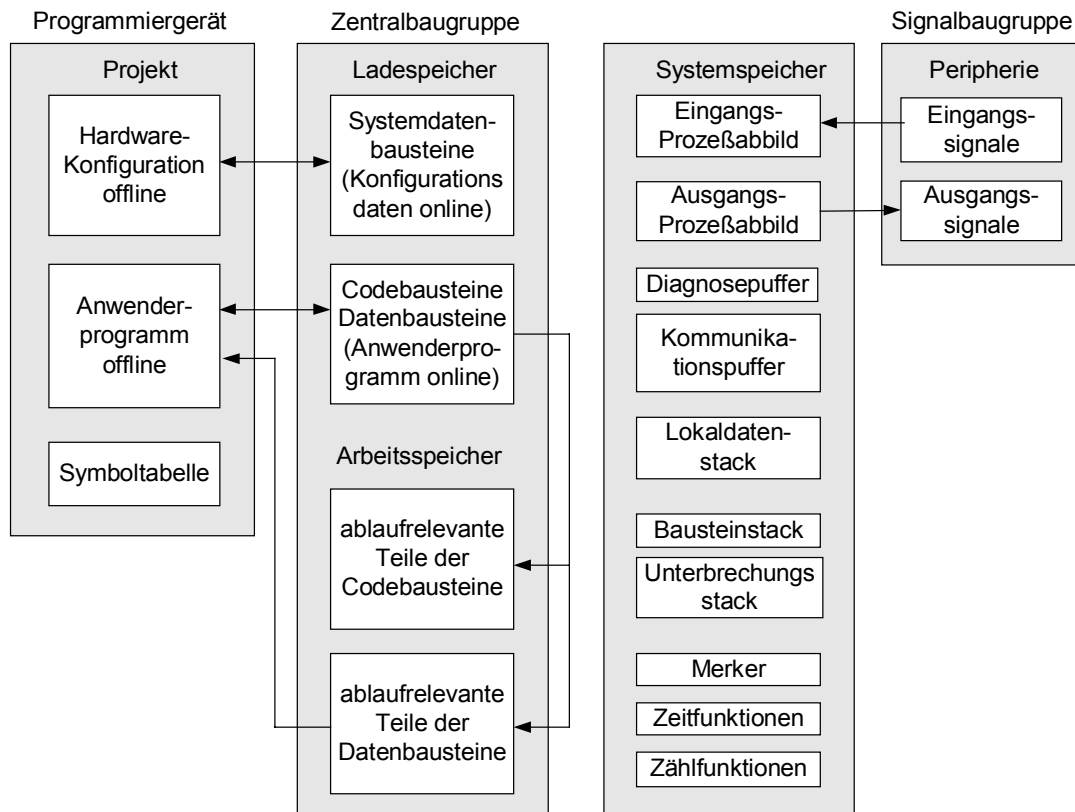 Programmiergerät
Zentralbaugruppe
Signalbaugruppe
Projekt
Hardware-
Konfiguration
offline
Anwender-
programm
offline
Symboltabelle
Ladespeicher
Systemdaten-
bausteine
(Konfigurations
daten online)
Codebausteine
Datenbausteine
(Anwenderpro-
gramm online)
Arbeitsspeicher
ablaufrelevante
Teile der
Codebausteine
ablaufrelevante
Teile der
Datenbausteine
Systemspeicher
Eingangs-
Prozeßabbild
Ausgangs-
Prozeßabbild
Diagnosepuffer
Kommunika-
tionspuffer
Lokaldaten-
stack
Bausteinstack
Unterbrechungs
stack
Merker
Zeitfunktionen
Zählfunktionen
Peripherie
Eingangs-
signale
Ausgangs-
signale